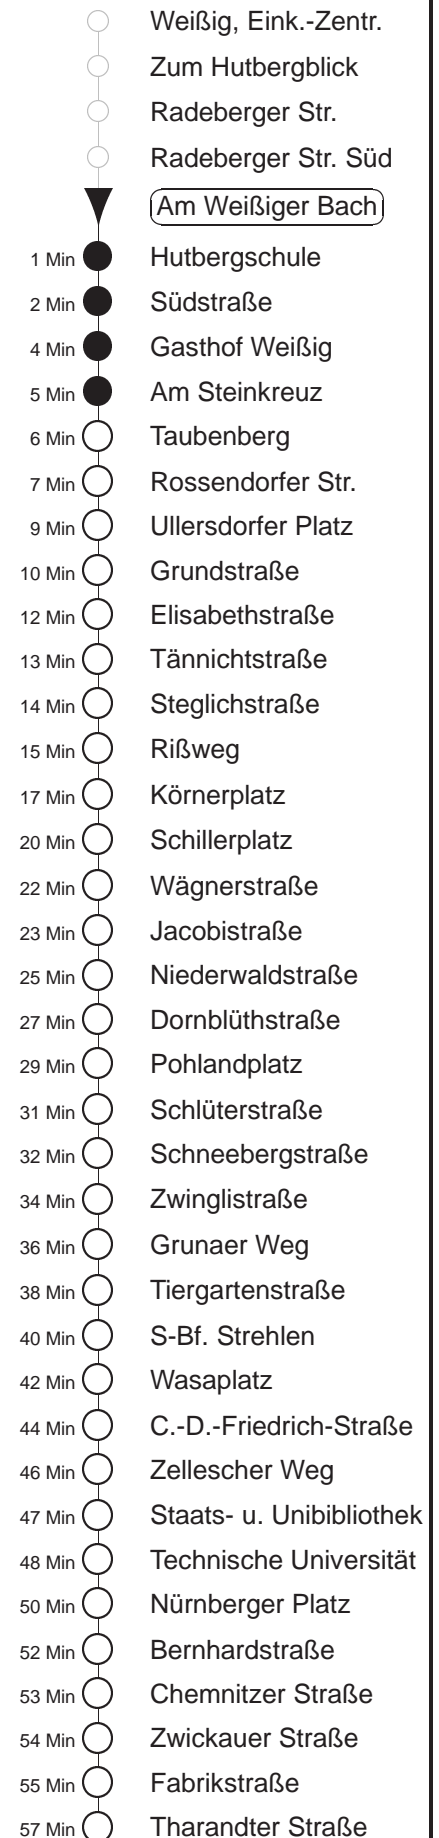 Weißig, Eink.-Zentr.
Zum Hutbergblick
Radeberger Str.
Radeberger Str. Süd
Am Weißiger Bach
1 Min Hutbergschule
2 Min Südstraße
4 Min Gasthof Weißig
5 Min Am Steinkreuz
6 Min Taubenberg
7 Min Rossendorfer Str.
9 Min Ullersdorfer Platz
10 Min Grundstraße
12 Min Elisabethstraße
13 Min Tännichtstraße
14 Min Steglichstraße
15 Min Rißweg
17 Min Körnerplatz
20 Min Schillerplatz
22 Min Wägnerstraße
23 Min Jacobistraße
25 Min Niederwaldstraße
27 Min Dornblüthstraße
29 Min Pohlandplatz
31 Min Schlüterstraße
32 Min Schneebergstraße
34 Min Zwinglistraße
36 Min Grunaer Weg
38 Min Tiergartenstraße
40 Min S-Bf. Strehlen
42 Min Wasaplatz
44 Min C.-D.-Friedrich-Straße
46 Min Zellescher Weg
47 Min Staats- u. Unibibliothek
48 Min Technische Universität
50 Min Nürnberger Platz
52 Min Bernhardstraße
53 Min Chemnitzer Straße
54 Min Zwickauer Straße
55 Min Fabrikstraße
57 Min Tharandter Straße